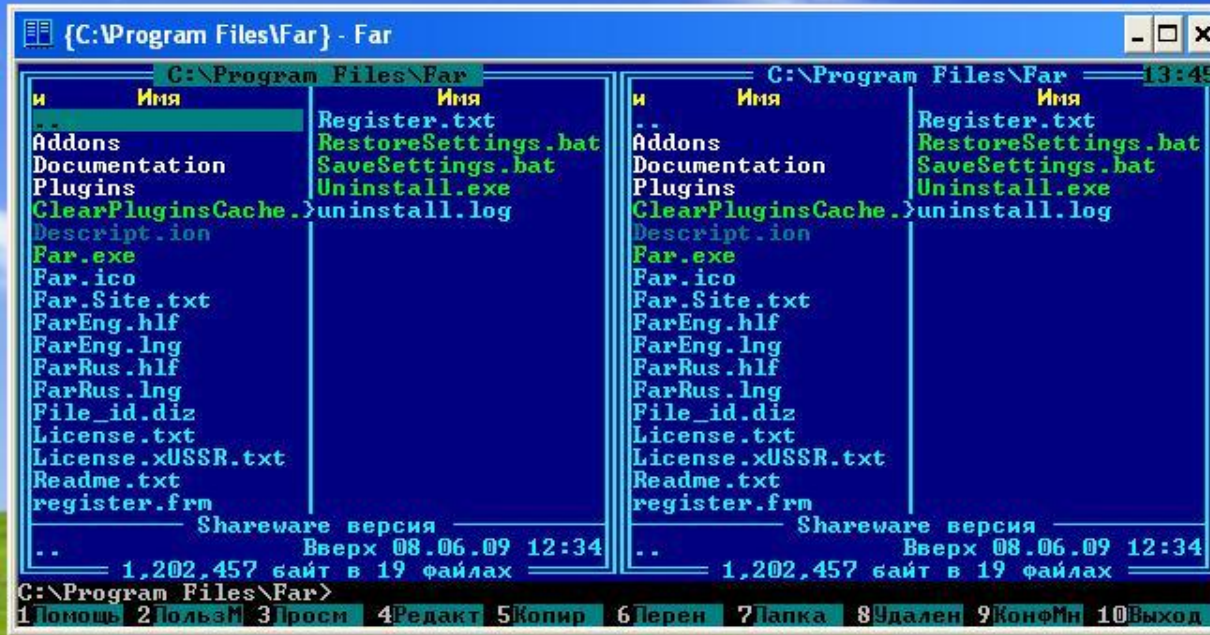 {C:\Program Files\Far} - Far
C:\Program Files\Far
и Имя Имя
..
Addons
Documentation
Plugins
ClearPluginsCache.}
Descript.ion
Far.exe
Far.ico
Far.Site.txt
FarEng.hlf
FarEng.lng
FarRus.hlf
FarRus.lng
File_id.diz
License.txt
License.xUSSR.txt
Readme.txt
register.frm
Register.txt
RestoreSettings.bat
SaveSettings.bat
Uninstall.exe
uninstall.log
Shareware версия
.. Вверх 08.06.09 12:34
1,202,457 байт в 19 файлах
C:\Program Files\Far 13:45
и Имя Имя
..
Addons
Documentation
Plugins
ClearPluginsCache.}
Descript.ion
Far.exe
Far.ico
Far.Site.txt
FarEng.hlf
FarEng.lng
FarRus.hlf
FarRus.lng
File_id.diz
License.txt
License.xUSSR.txt
Readme.txt
register.frm
Register.txt
RestoreSettings.bat
SaveSettings.bat
Uninstall.exe
uninstall.log
Shareware версия
.. Вверх 08.06.09 12:34
1,202,457 байт в 19 файлах
C:\Program Files\Far>
1Помощь 2ПользМ 3Просм 4Редакт 5Копир 6Перен 7Папка 8Удален 9КонфМн 10Выход